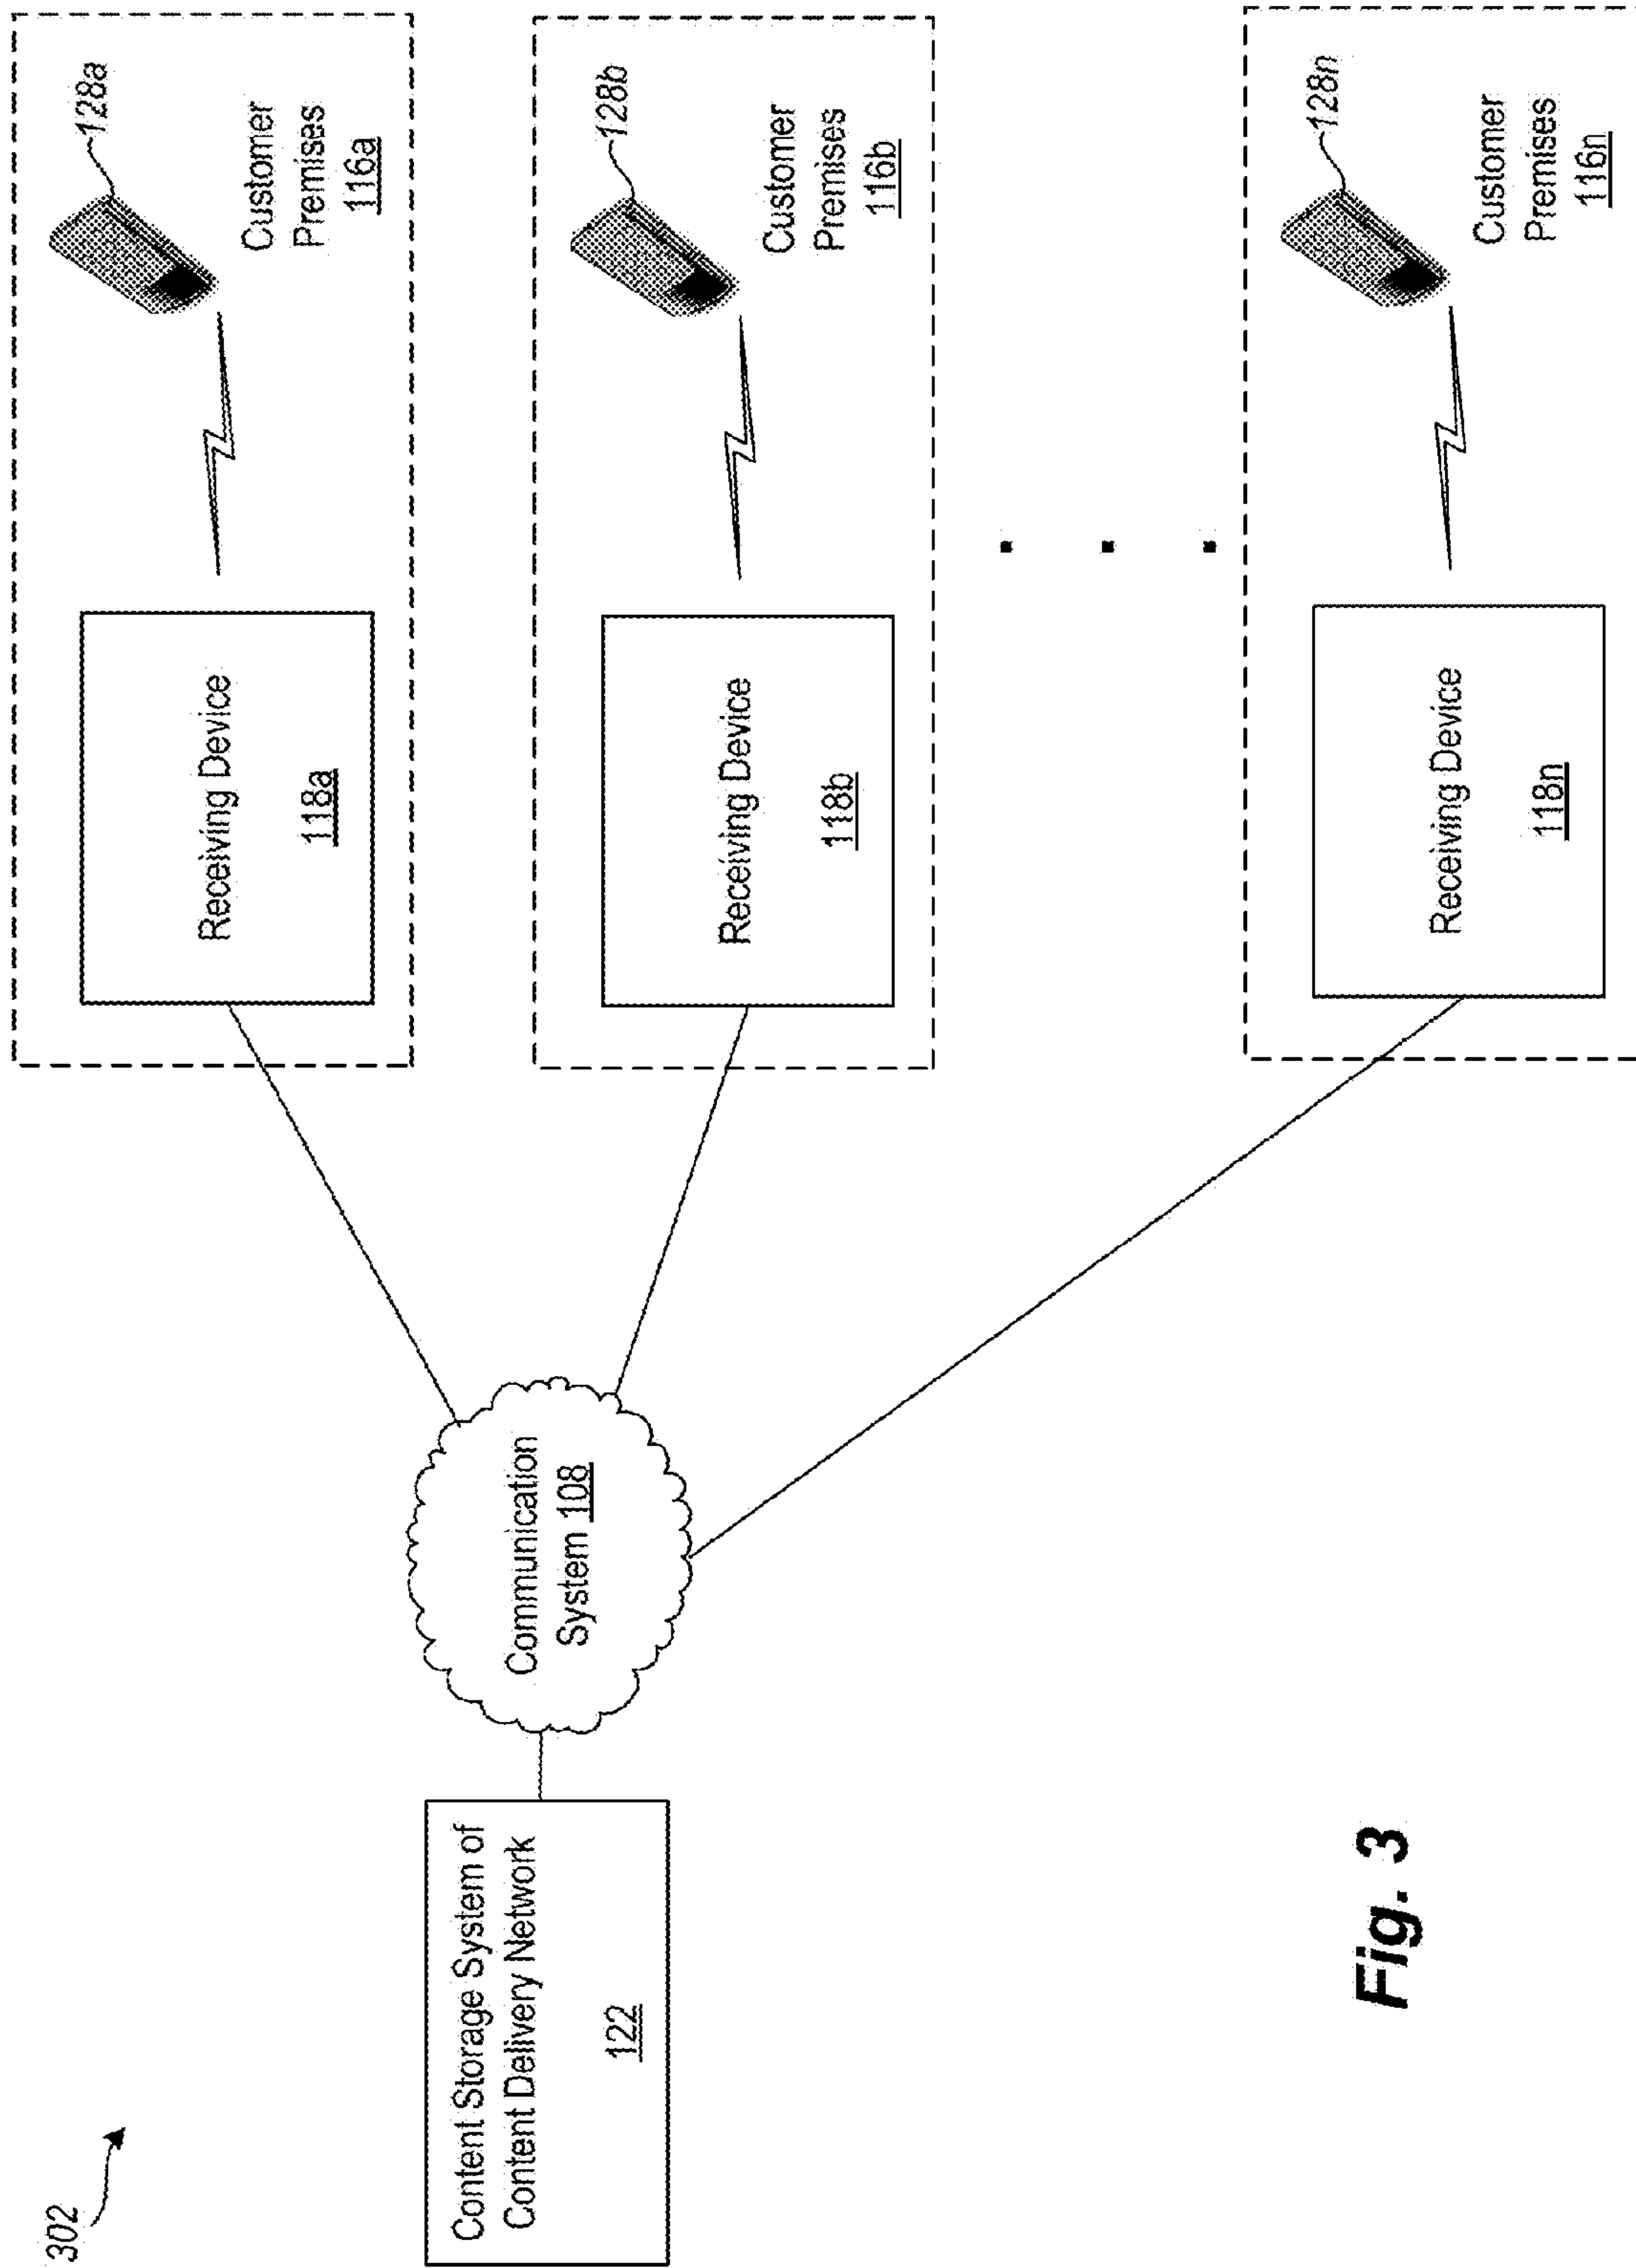 302
Content Storage System of
Content Delivery Network
122
Communication
System 108
Receiving Device
118a
128a
Customer
Premises
116a
Receiving Device
118b
128b
Customer
Premises
116b
Receiving Device
118n
128n
Customer
Premises
116n
Fig. 3